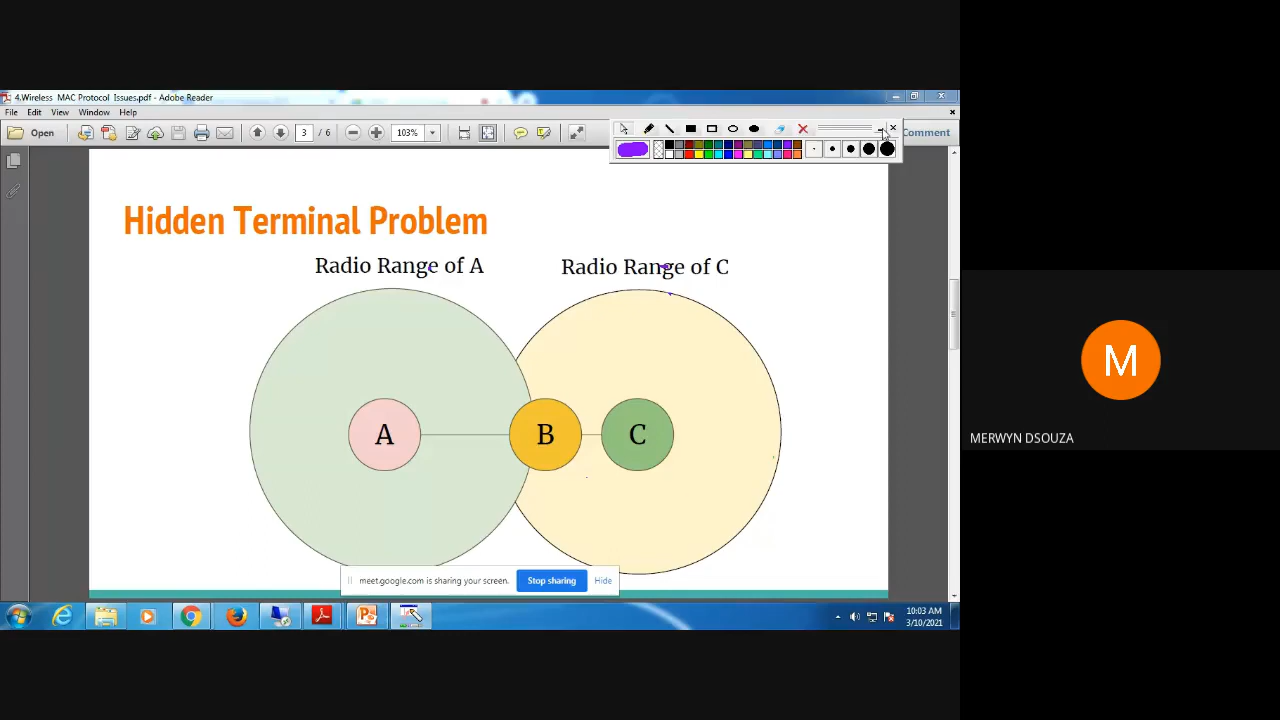 4.Wireless MAC Protocol Issues.pdf - Adobe Reader
File Edit View Window Help
Open 3 / 6 103% Comment
Hidden Terminal Problem
Radio Range of A Radio Range of C
A B C
M
MERWYN DSOUZA
meet.google.com is sharing your screen. Stop sharing Hide
10:03 AM
3/10/2021